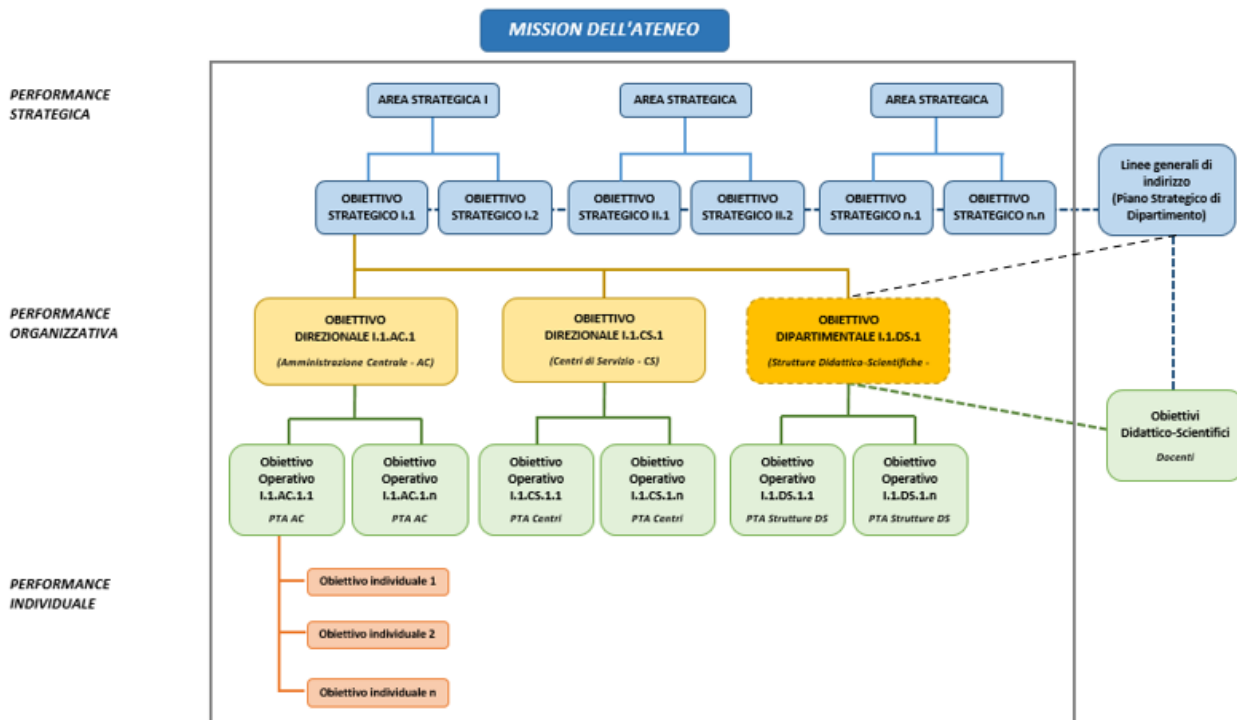 MISSION DELL'ATENEO
PERFORMANCE
STRATEGICA
AREA STRATEGICA I
AREA STRATEGICA
AREA STRATEGICA
OBIETTIVO
STRATEGICO I.1
OBIETTIVO
STRATEGICO I.2
OBIETTIVO
STRATEGICO II.1
OBIETTIVO
STRATEGICO II.2
OBIETTIVO
STRATEGICO n.1
OBIETTIVO
STRATEGICO n.n
Linee generali di
indirizzo
(Piano Strategico di
Dipartimento)
PERFORMANCE
ORGANIZZATIVA
OBIETTIVO
DIREZIONALE I.1.AC.1
(Amministrazione Centrale - AC)
OBIETTIVO
DIREZIONALE I.1.CS.1
(Centri di Servizio - CS)
OBIETTIVO
DIPARTIMENTALE I.1.DS.1
(Strutture Didattico-Scientifiche -
Obiettivo
Operativo
I.1.AC.1.1
PTA AC
Obiettivo
Operativo
I.1.AC.1.n
PTA AC
Obiettivo
Operativo
I.1.CS.1.1
PTA Centri
Obiettivo
Operativo
I.1.CS.1.n
PTA Centri
Obiettivo
Operativo
I.1.DS.1.1
PTA Strutture DS
Obiettivo
Operativo
I.1.DS.1.n
PTA Strutture DS
Obiettivi
Didattico-Scientifici
Docenti
PERFORMANCE
INDIVIDUALE
Obiettivo individuale 1
Obiettivo individuale 2
Obiettivo individuale n